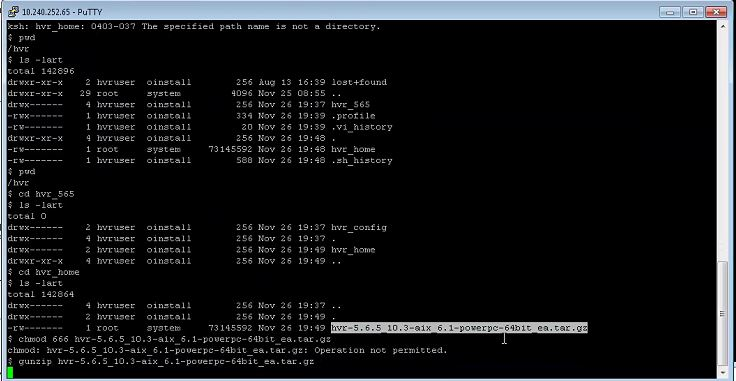 10.240.252.65 - PuTTY
ksh: hvr_home: 0403-037 The specified path name is not a directory.
$ pwd
/hvr
$ ls -lart
total 142896
drwxr-xr-x 2 hvruser oinstall 256 Aug 13 16:39 lost+found
drwxr-xr-x 29 root system 4096 Nov 25 08:55 ..
drwx------ 4 hvruser oinstall 256 Nov 26 19:37 hvr_565
-rwx------ 1 hvruser oinstall 334 Nov 26 19:39 .profile
-rw------- 1 hvruser oinstall 20 Nov 26 19:39 .vi_history
drwxr-xr-x 4 hvruser oinstall 256 Nov 26 19:48 .
-rw------- 1 root system 73145592 Nov 26 19:48 hvr_home
-rw------- 1 hvruser oinstall 588 Nov 26 19:48 .sh_history
$ pwd
/hvr
$ cd hvr_565
$ ls -lart
total 0
drwx------ 2 hvruser oinstall 256 Nov 26 19:37 hvr_config
drwx------ 4 hvruser oinstall 256 Nov 26 19:37 .
drwx------ 2 hvruser oinstall 256 Nov 26 19:49 hvr_home
drwxr-xr-x 4 hvruser oinstall 256 Nov 26 19:49 ..
$ cd hvr_home
$ ls -lart
total 142864
drwx------ 4 hvruser oinstall 256 Nov 26 19:37 ..
drwx------ 2 hvruser oinstall 256 Nov 26 19:49 .
-rw------- 1 root system 73145592 Nov 26 19:49 hvr-5.6.5_10.3-aix_6.1-powerpc-64bit_ea.tar.gz
$ chmod 666 hvr-5.6.5_10.3-aix_6.1-powerpc-64bit_ea.tar.gz
chmod: hvr-5.6.5_10.3-aix_6.1-powerpc-64bit_ea.tar.gz: Operation not permitted.
$ gunzip hvr-5.6.5_10.3-aix_6.1-powerpc-64bit_ea.tar.gz